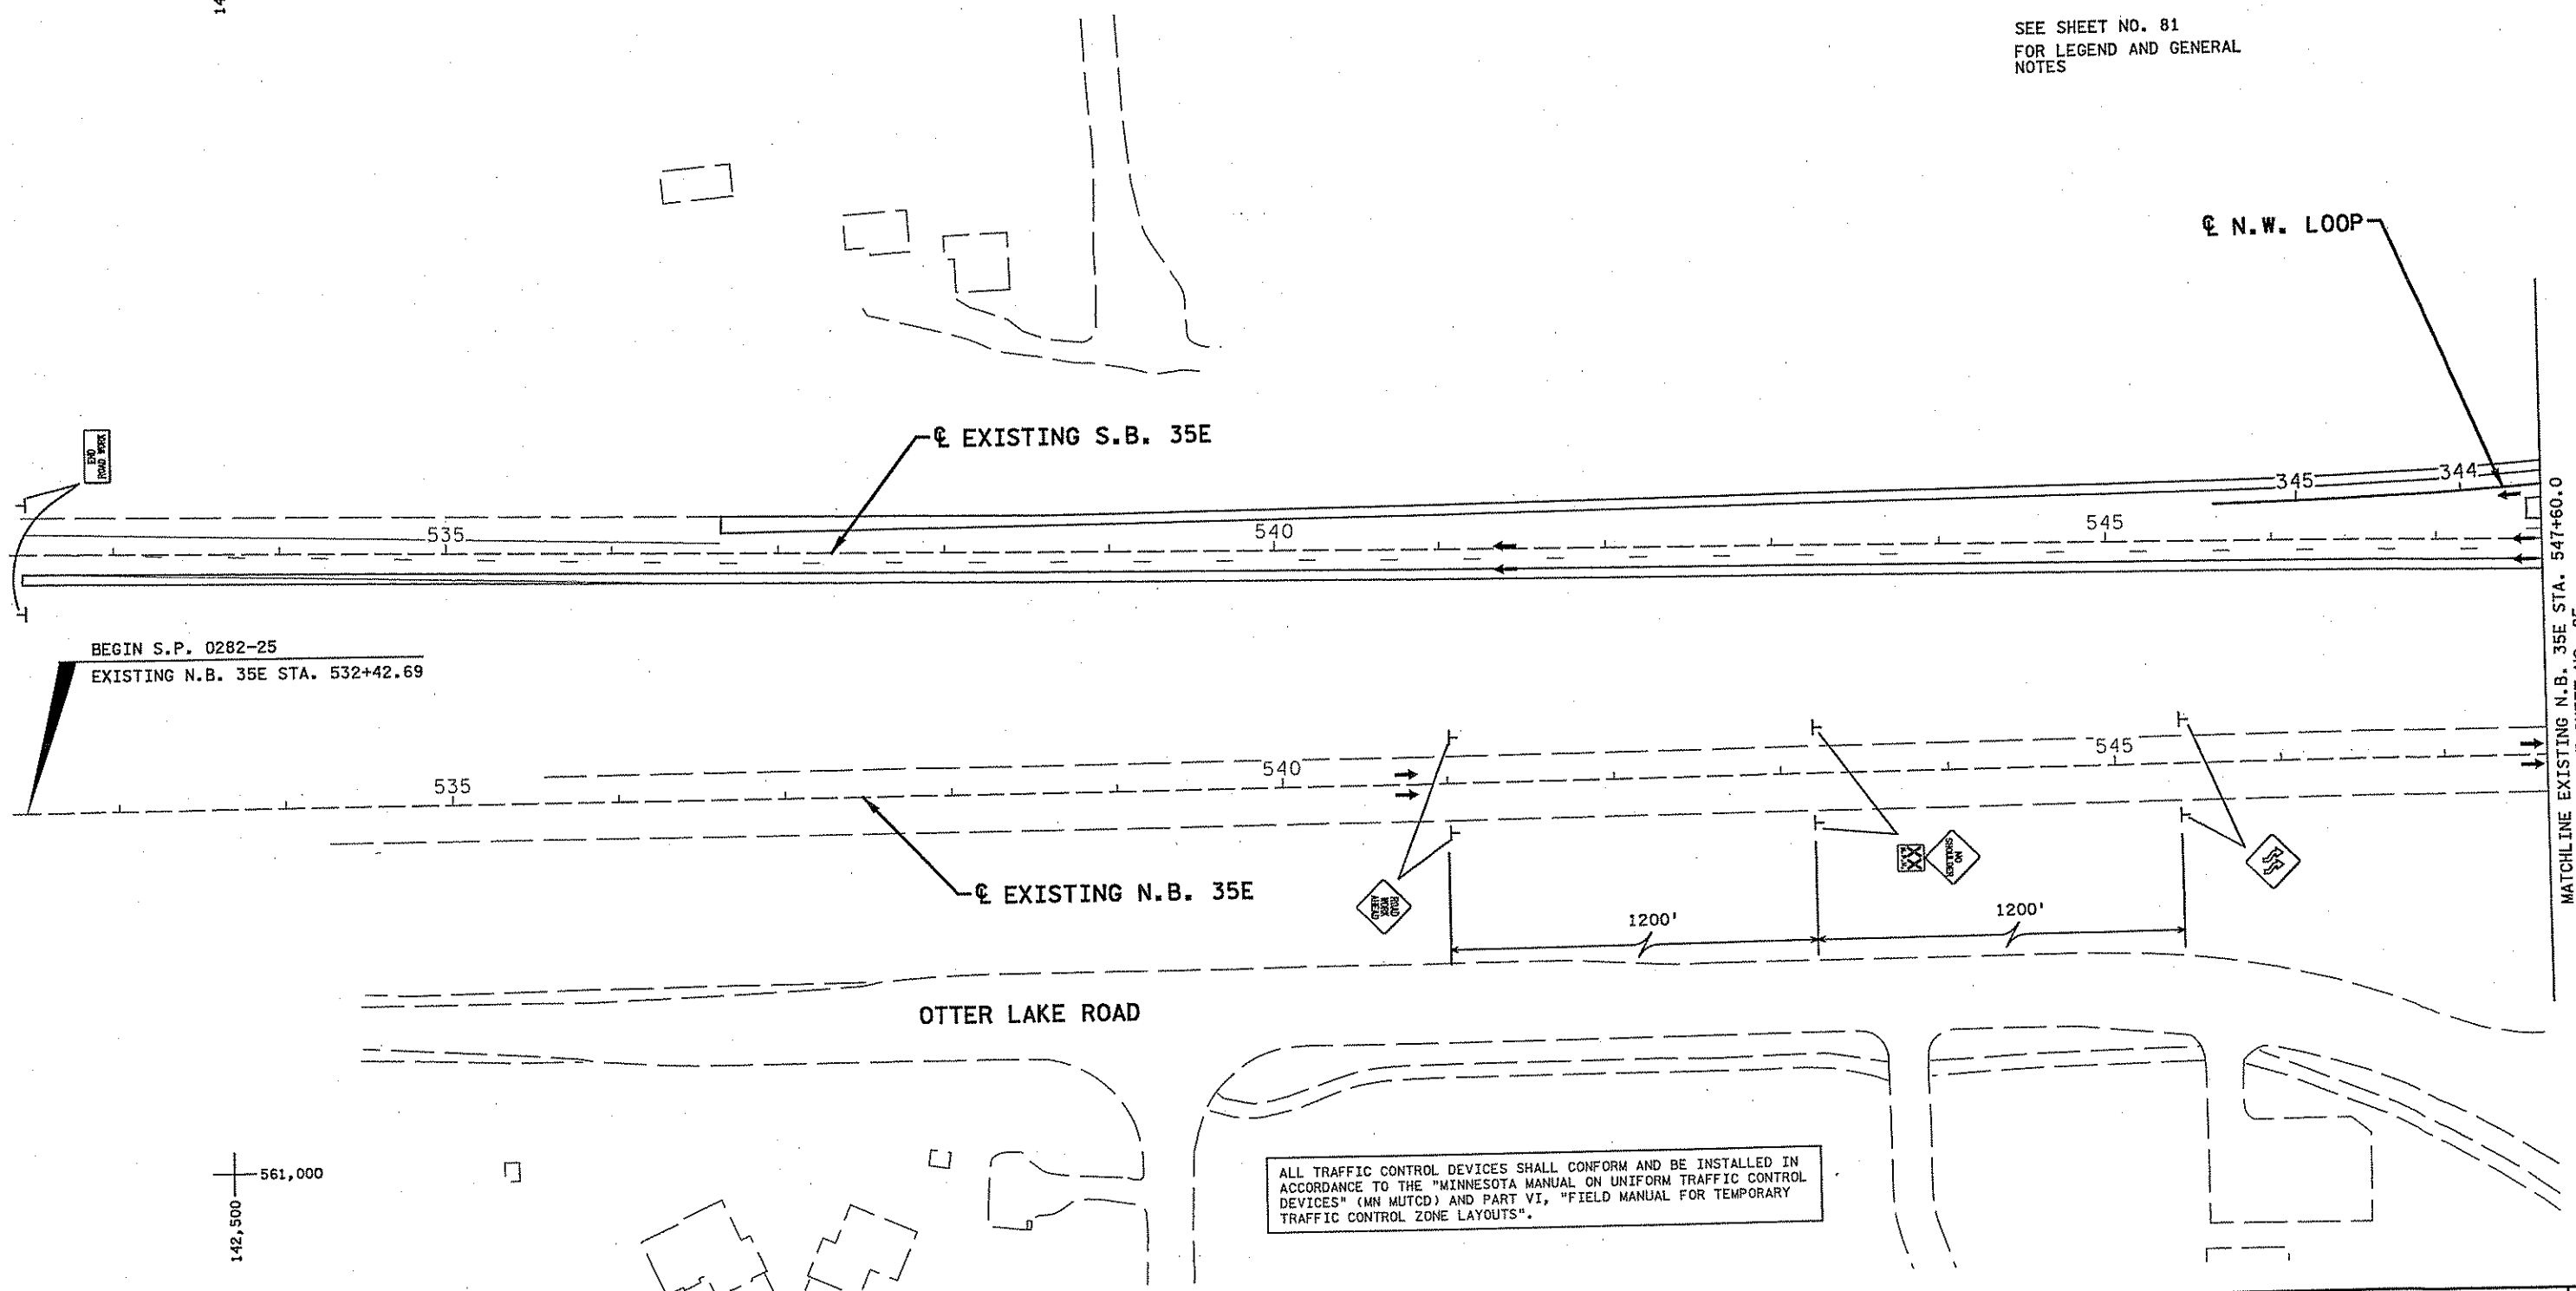 14
SEE SHEET NO. 81
FOR LEGEND AND GENERAL
NOTES
℄ N.W. LOOP
END
ROAD WORK
℄ EXISTING S.B. 35E
345
344
535
540
545
BEGIN S.P. 0282-25
EXISTING N.B. 35E STA. 532+42.69
MATCHLINE EXISTING N.B. 35E STA. 547+60.0
535
540
545
℄ EXISTING N.B. 35E
ROAD
WORK
AHEAD
XX
NO
SHOULDER
1200'
1200'
OTTER LAKE ROAD
561,000
142,500
ALL TRAFFIC CONTROL DEVICES SHALL CONFORM AND BE INSTALLED IN
ACCORDANCE TO THE "MINNESOTA MANUAL ON UNIFORM TRAFFIC CONTROL
DEVICES" (MN MUTCD) AND PART VI, "FIELD MANUAL FOR TEMPORARY
TRAFFIC CONTROL ZONE LAYOUTS".